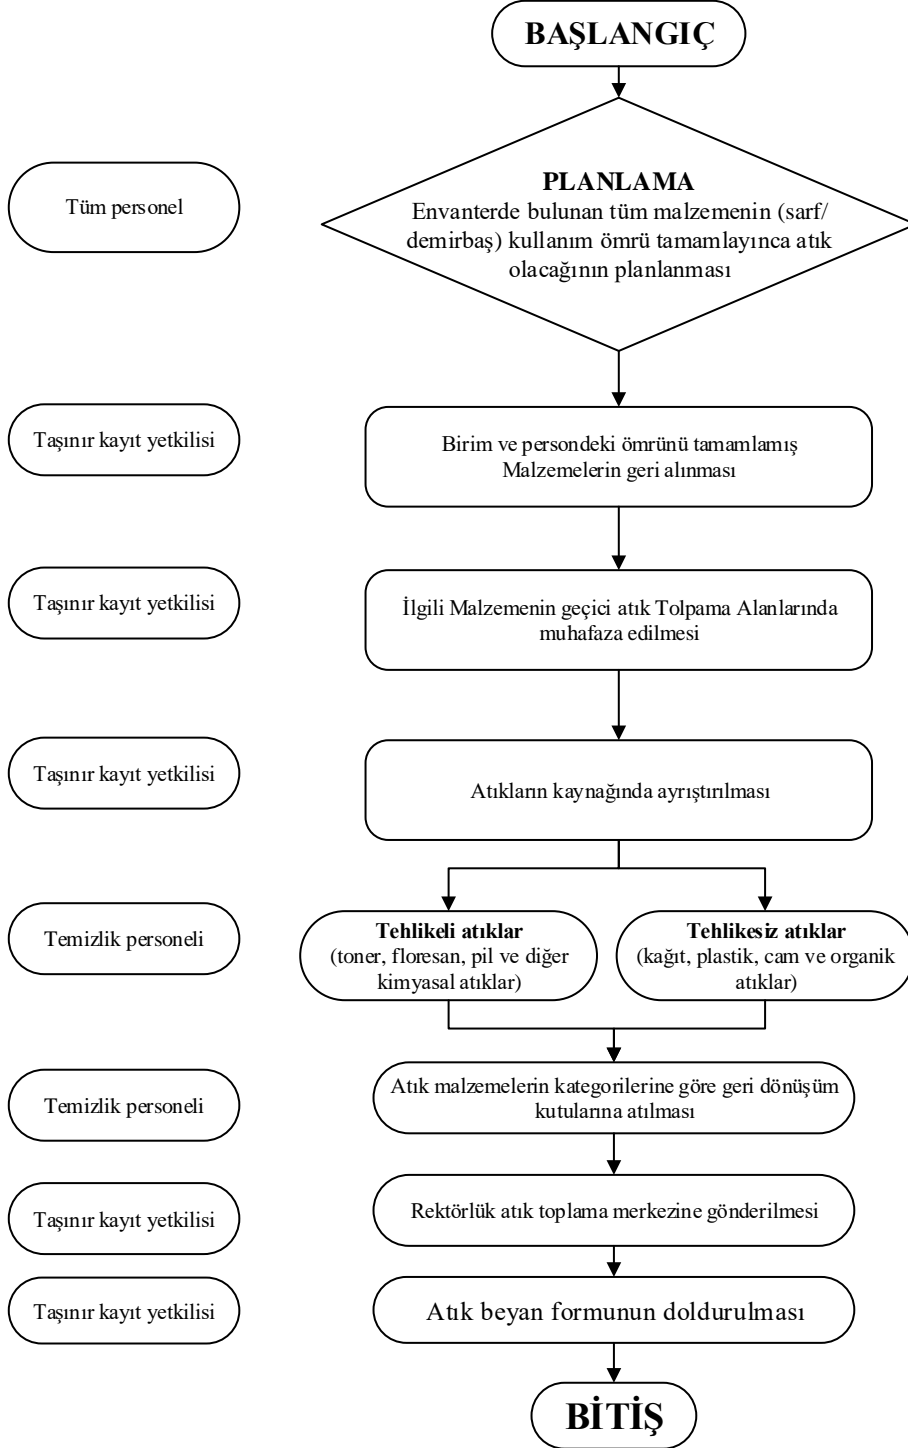 BAŞLANGIÇ
Tüm personel
PLANLAMA
Envanterde bulunan tüm malzemenin (sarf/
demirbaş) kullanım ömrü tamamlayınca atık
olacağının planlanması
Taşınır kayıt yetkilisi
Birim ve persondeki ömrünü tamamlamış
Malzemelerin geri alınması
Taşınır kayıt yetkilisi
İlgili Malzemenin geçici atık Tolpama Alanlarında
muhafaza edilmesi
Taşınır kayıt yetkilisi
Atıkların kaynağında ayrıştırılması
Temizlik personeli
Tehlikeli atıklar
(toner, floresan, pil ve diğer
kimyasal atıklar)
Tehlikesiz atıklar
(kağıt, plastik, cam ve organik
atıklar)
Temizlik personeli
Atık malzemelerin kategorilerine göre geri dönüşüm
kutularına atılması
Taşınır kayıt yetkilisi
Rektörlük atık toplama merkezine gönderilmesi
Taşınır kayıt yetkilisi
Atık beyan formunun doldurulması
BİTİŞ